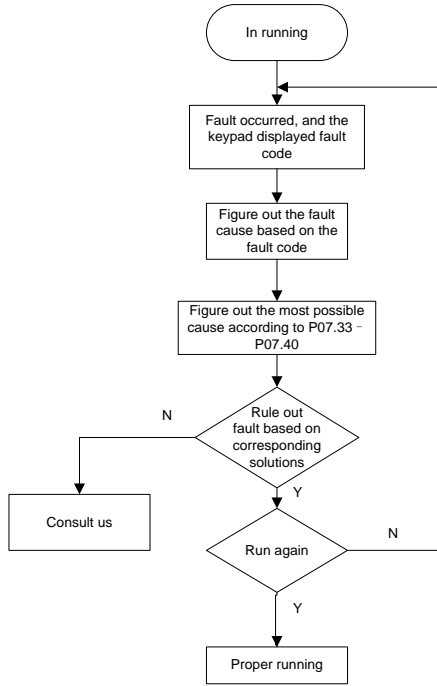 In running
Fault occurred, and the
keypad displayed fault
code
Figure out the fault
cause based on the
fault code
Figure out the most possible
cause according to P07.33－
P07.40
N
Rule out
fault based on
corresponding
solutions
Y
Consult us
Run again
N
Y
Proper running